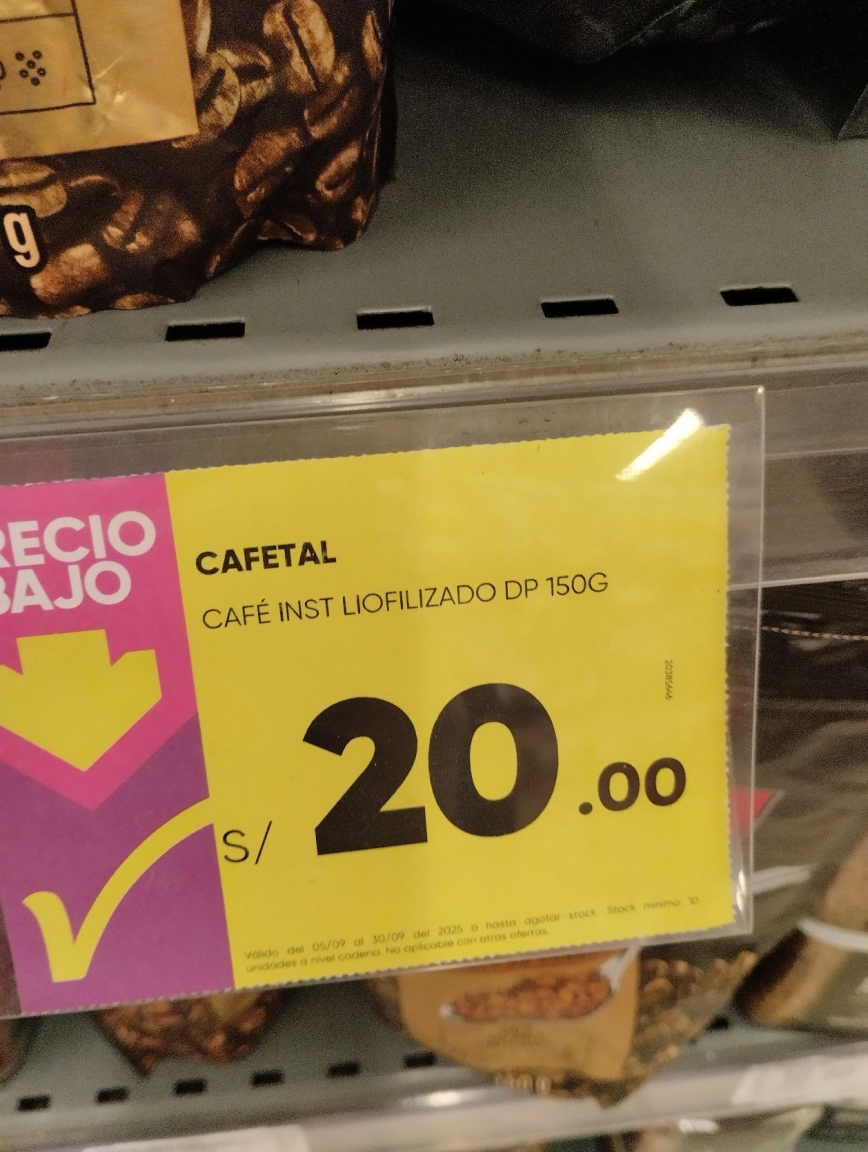 g
RECIO
BAJO
CAFETAL
CAFÉ INST LIOFILIZADO DP 150G
20385666
S/ 20.00
Válido del 05/09 al 30/09 del 2025 o hasta agotar stock. Stock mínimo 10
unidades a nivel cadena. No aplicable con otras ofertas.